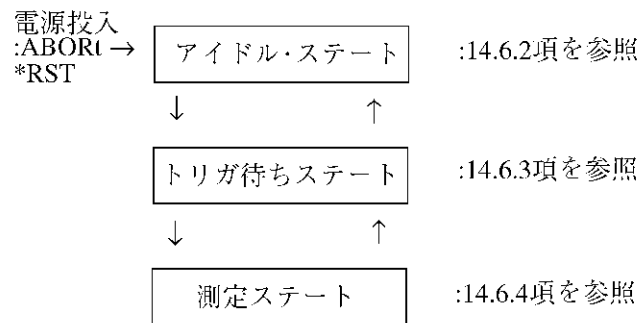 電源投入
:ABORt → アイドル・ステート :14.6.2項を参照
*RST
↓ ↑
トリガ待ちステート :14.6.3項を参照
↓ ↑
測定ステート :14.6.4項を参照